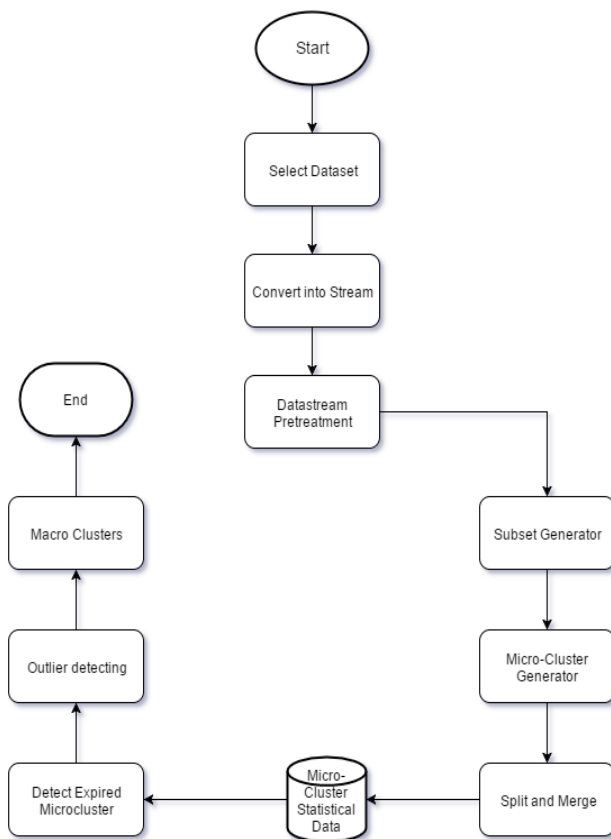 Start
Select Dataset
Convert into Stream
Datastream
Pretreatment
Subset Generator
Micro-Cluster
Generator
Split and Merge
Micro-
Cluster
Statistical
Data
Detect Expired
Microcluster
Outlier detecting
Macro Clusters
End